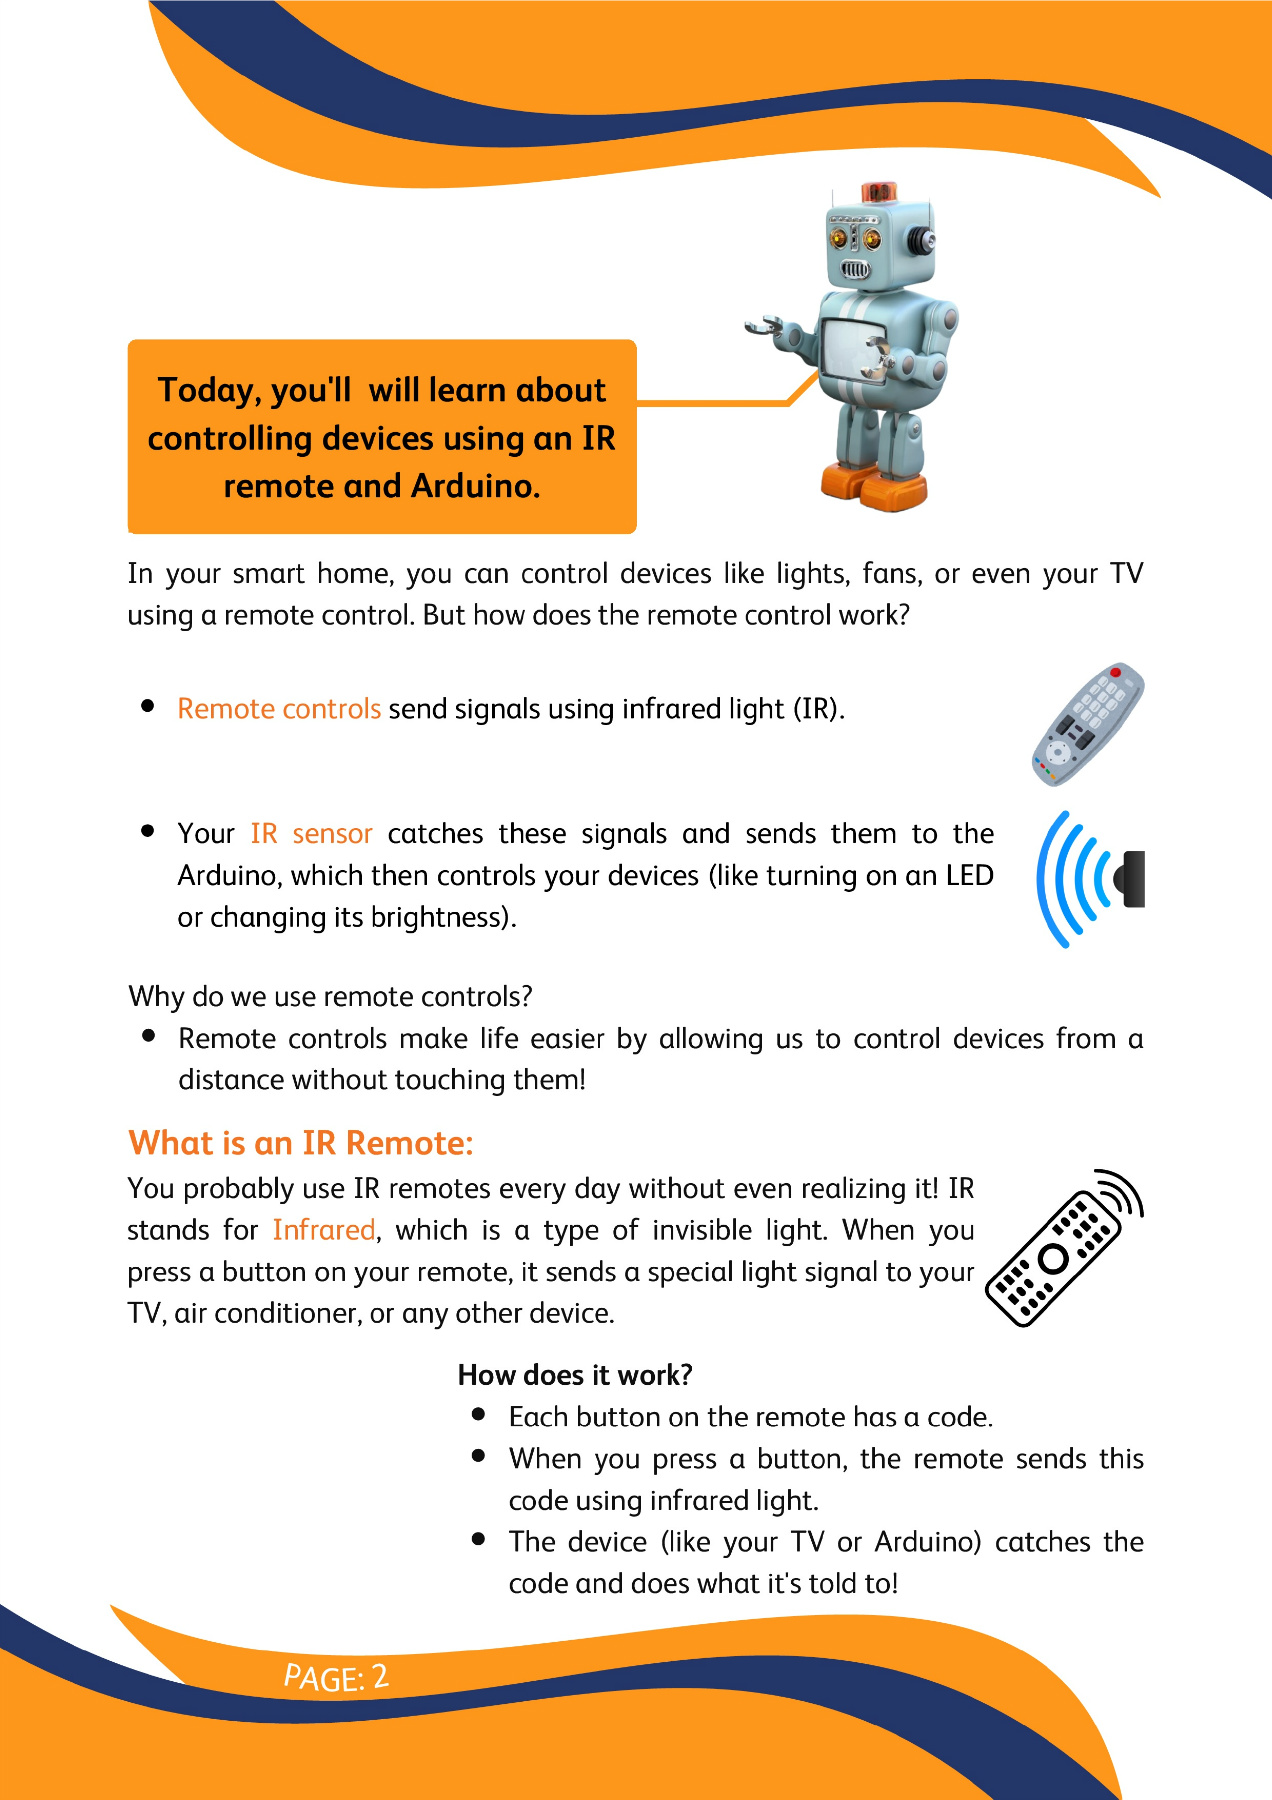 Today, you'll  will learn about
controlling devices using an IR
remote and Arduino.
In your smart home, you can control devices like lights, fans, or even your TV
using a remote control. But how does the remote control work?
• Remote controls send signals using infrared light (IR).
• Your IR sensor catches these signals and sends them to the
Arduino, which then controls your devices (like turning on an LED
or changing its brightness).
Why do we use remote controls?
• Remote controls make life easier by allowing us to control devices from a
distance without touching them!
What is an IR Remote:
You probably use IR remotes every day without even realizing it! IR
stands for Infrared, which is a type of invisible light. When you
press a button on your remote, it sends a special light signal to your
TV, air conditioner, or any other device.
How does it work?
• Each button on the remote has a code.
• When you press a button, the remote sends this
code using infrared light.
• The device (like your TV or Arduino) catches the
code and does what it's told to!
PAGE: 2